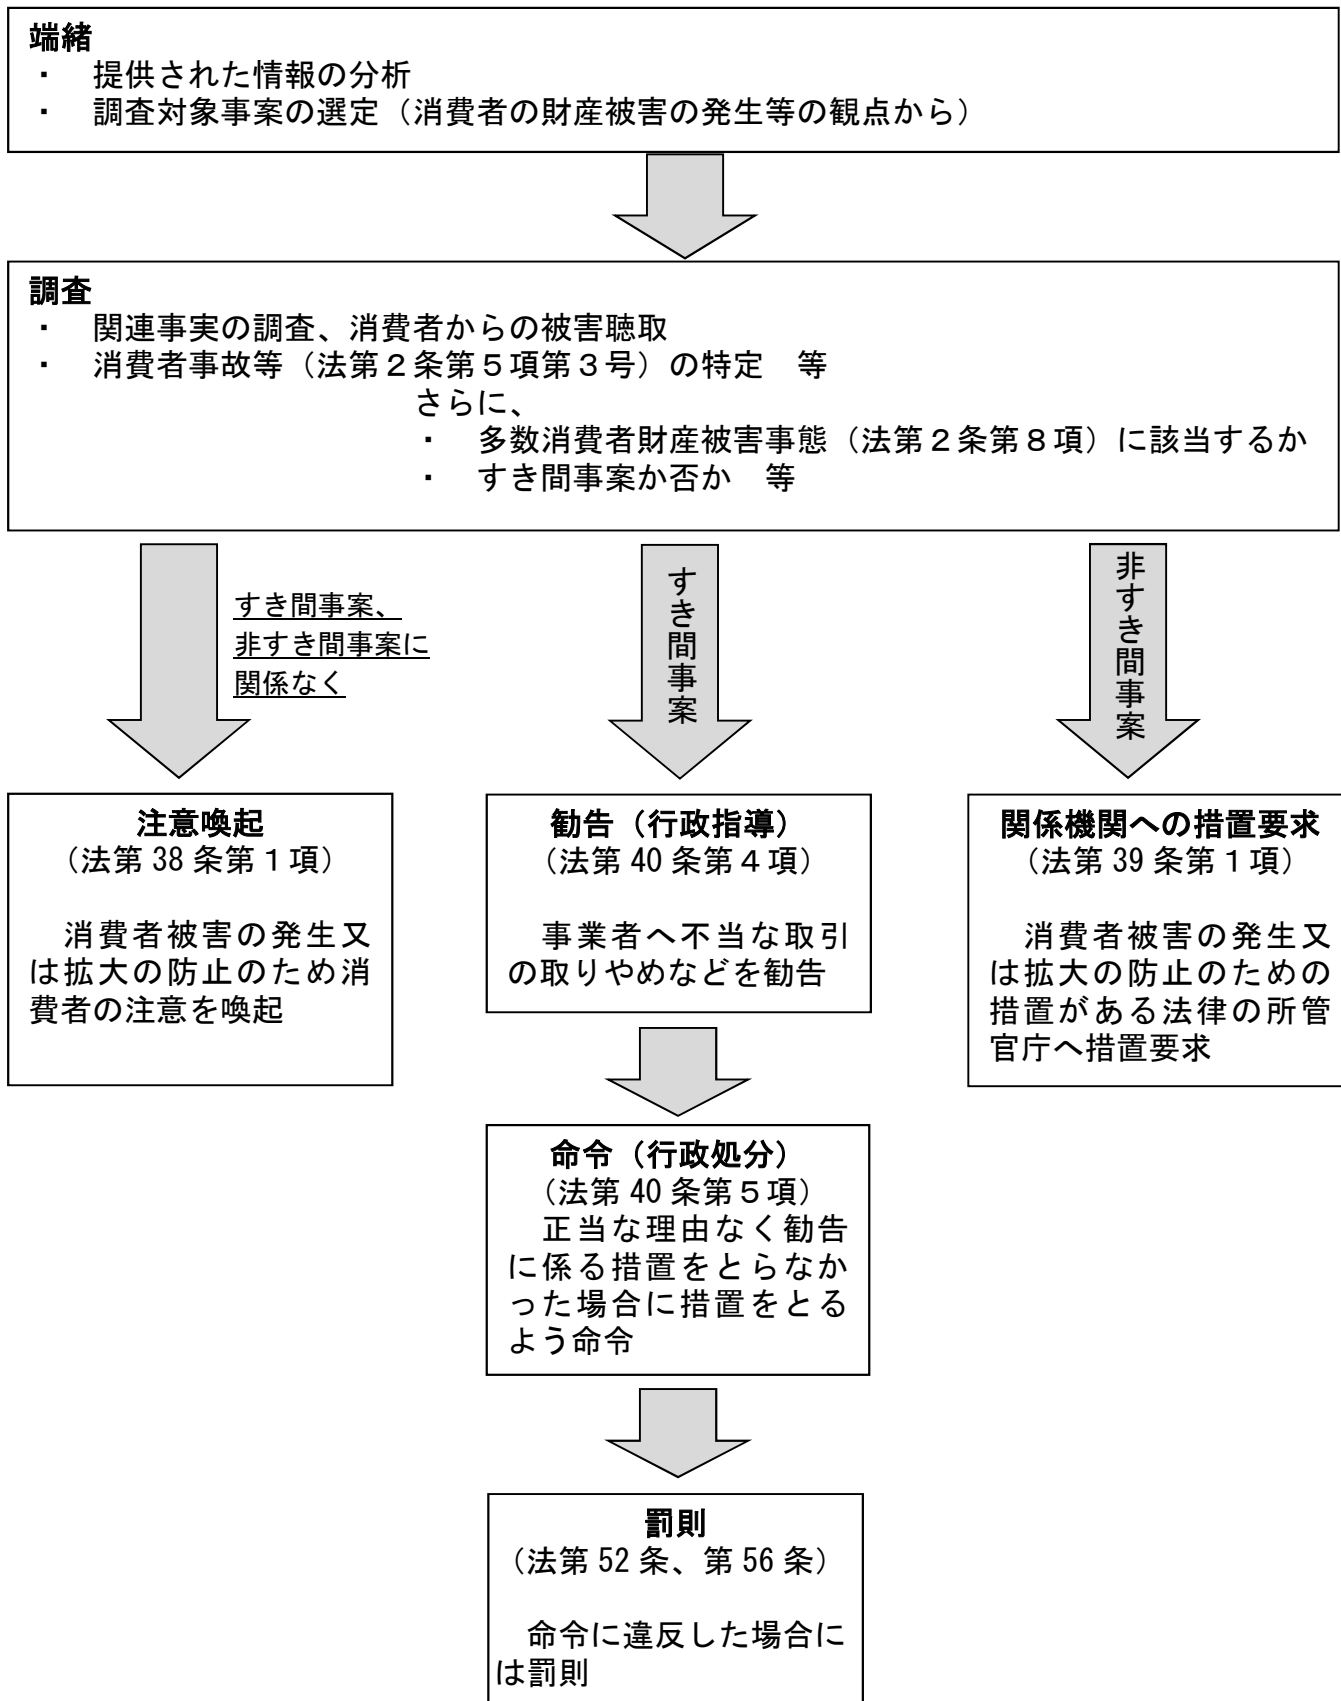 端緒
・　提供された情報の分析
・　調査対象事案の選定（消費者の財産被害の発生等の観点から）
調査
・　関連事実の調査、消費者からの被害聴取
・　消費者事故等（法第２条第５項第３号）の特定　等
さらに、
・　多数消費者財産被害事態（法第２条第８項）に該当するか
・　すき間事案か否か　等
すき間事案、
非すき間事案に
関係なく
すき間事案
非すき間事案
注意喚起
（法第 38 条第１項）
消費者被害の発生又
は拡大の防止のため消
費者の注意を喚起
勧告（行政指導）
（法第 40 条第４項）
事業者へ不当な取引
の取りやめなどを勧告
関係機関への措置要求
（法第 39 条第１項）
消費者被害の発生又
は拡大の防止のための
措置がある法律の所管
官庁へ措置要求
命令（行政処分）
（法第 40 条第５項）
正当な理由なく勧告
に係る措置をとらなか
った場合に措置をとる
よう命令
罰則
（法第 52 条、第 56 条）
命令に違反した場合に
は罰則